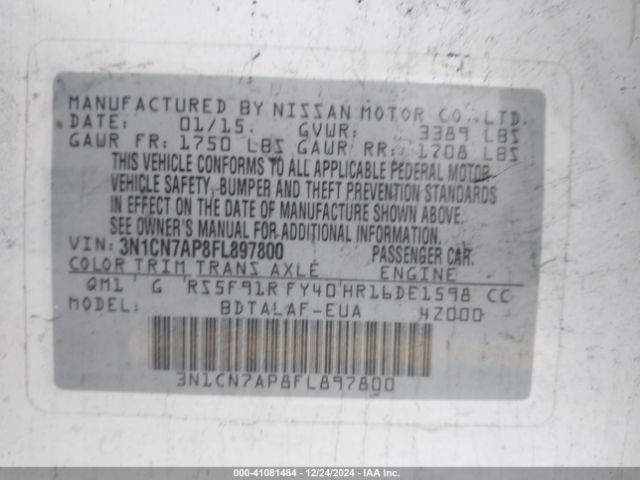 MANUFACTURED BY NISSAN MOTOR CO., LTD.
DATE: 01/15. GVWR: 3389 LBS
GAWR FR: 1750 LBS GAWR RR: 1708 LBS
THIS VEHICLE CONFORMS TO ALL APPLICABLE FEDERAL MOTOR
VEHICLE SAFETY, BUMPER AND THEFT PREVENTION STANDARDS
IN EFFECT ON THE DATE OF MANUFACTURE SHOWN ABOVE.
SEE OWNER'S MANUAL FOR ADDITIONAL INFORMATION.
VIN: 3N1CN7AP8FL897800 PASSENGER CAR.
COLOR TRIM TRANS AXLE ENGINE
QM1 G RS5F91R FY40 HR16DE1598 CC
MODEL: BDTALAF-EUA 4Z000
3N1CN7AP8FL897800
000-41081484 | 12/24/2024 - IAA Inc.